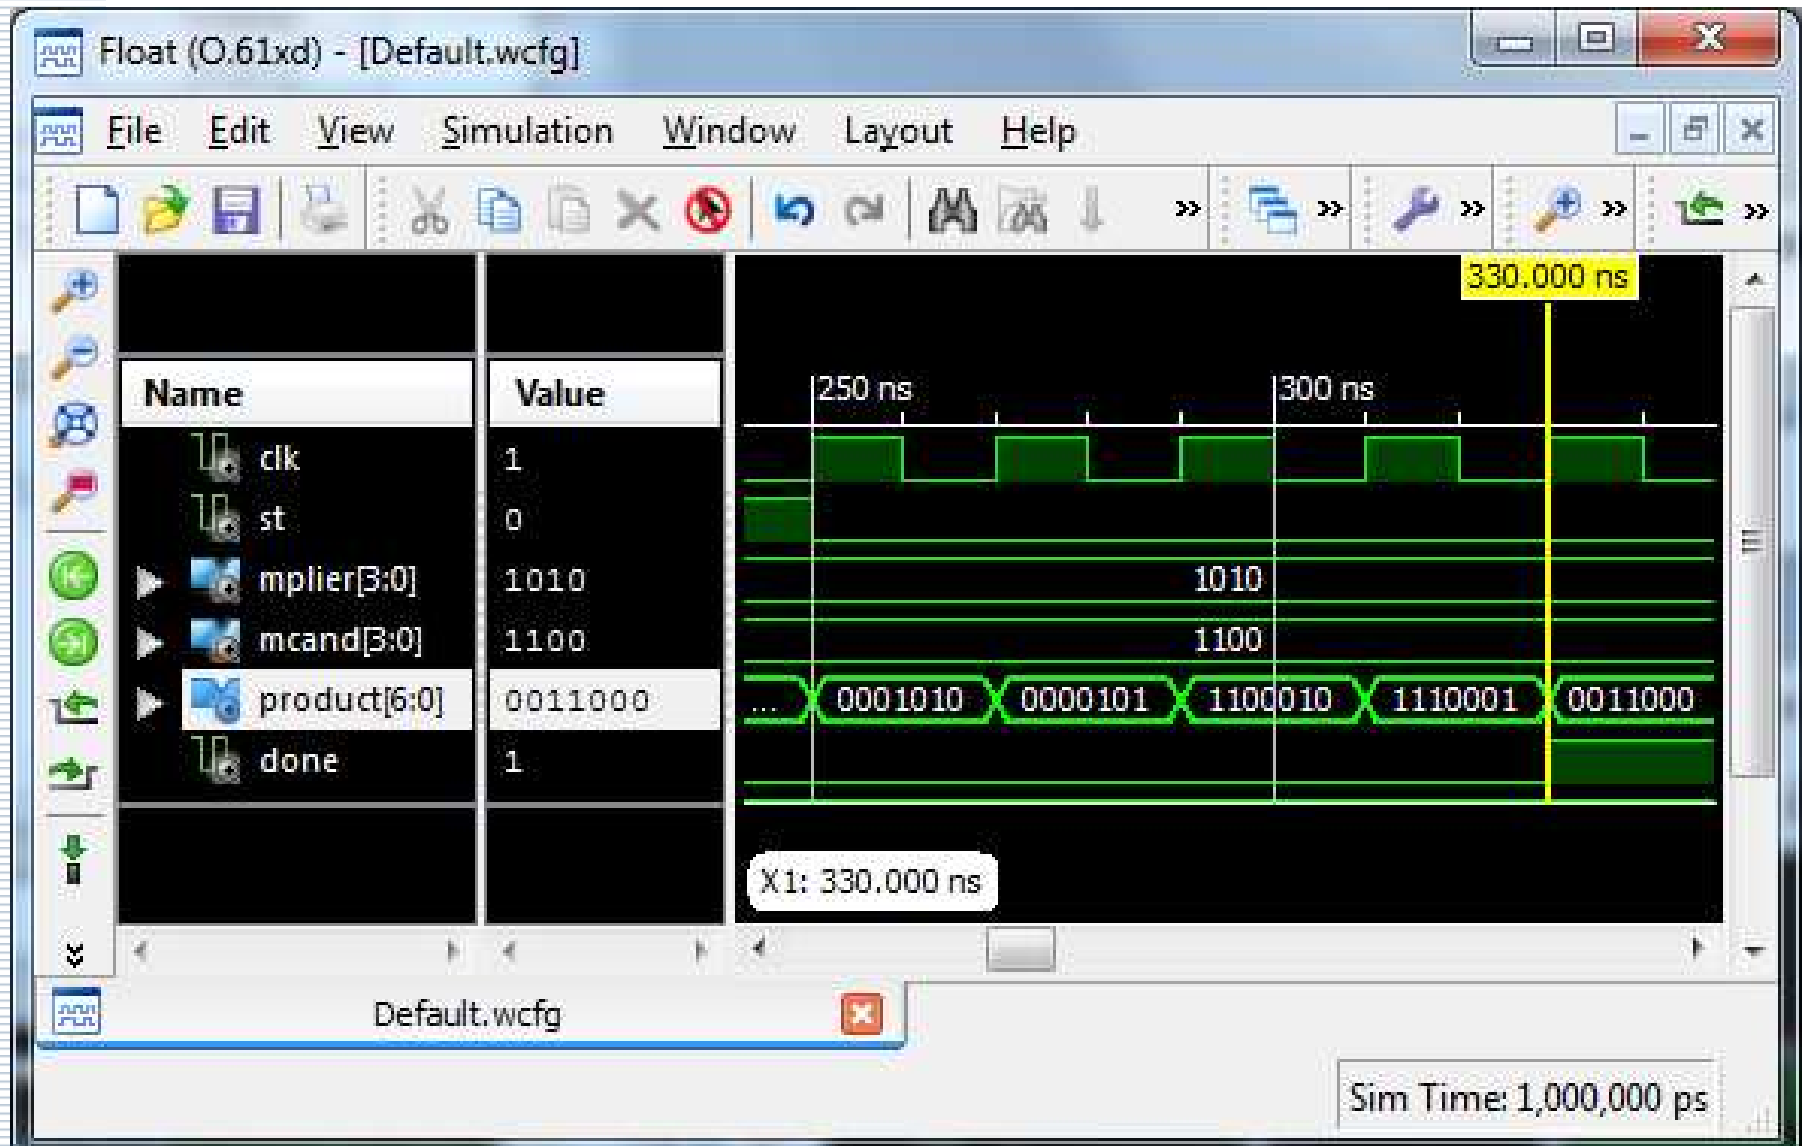 Float (O.61xd) - [Default.wcfg]
File Edit View Simulation Window Layout Help
330.000 ns
Name Value
250 ns 300 ns
clk 1
st 0
mplier[3:0] 1010 1010
mcand[3:0] 1100 1100
product[6:0] 0011000 ... 0001010 0000101 1100010 1110001 0011000
done 1
X1: 330.000 ns
Default.wcfg
Sim Time: 1,000,000 ps